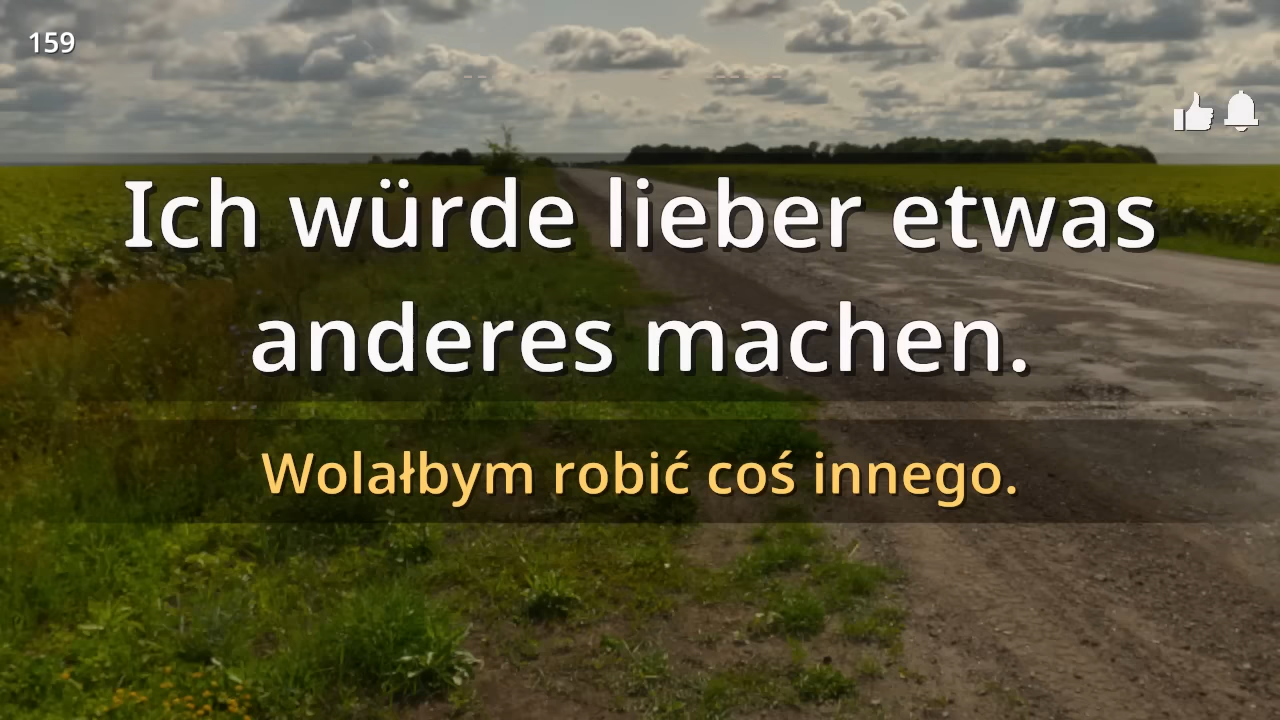 159
Ich würde lieber etwas
anderes machen.
Wolałbym robić coś innego.